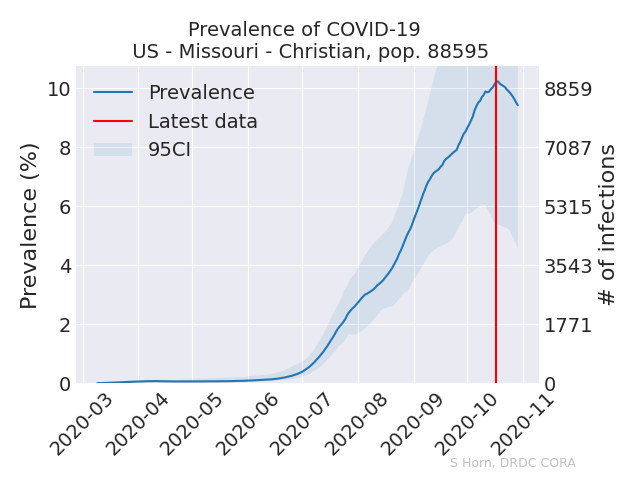 Prevalence of COVID-19
US - Missouri - Christian, pop. 88595
Prevalence
Latest data
95CI
Prevalence (%)
10
8
6
4
2
0
8859
7087
5315
3543
1771
0
# of infections
2020-03
2020-04
2020-05
2020-06
2020-07
2020-08
2020-09
2020-10
2020-11
S Horn, DRDC CORA